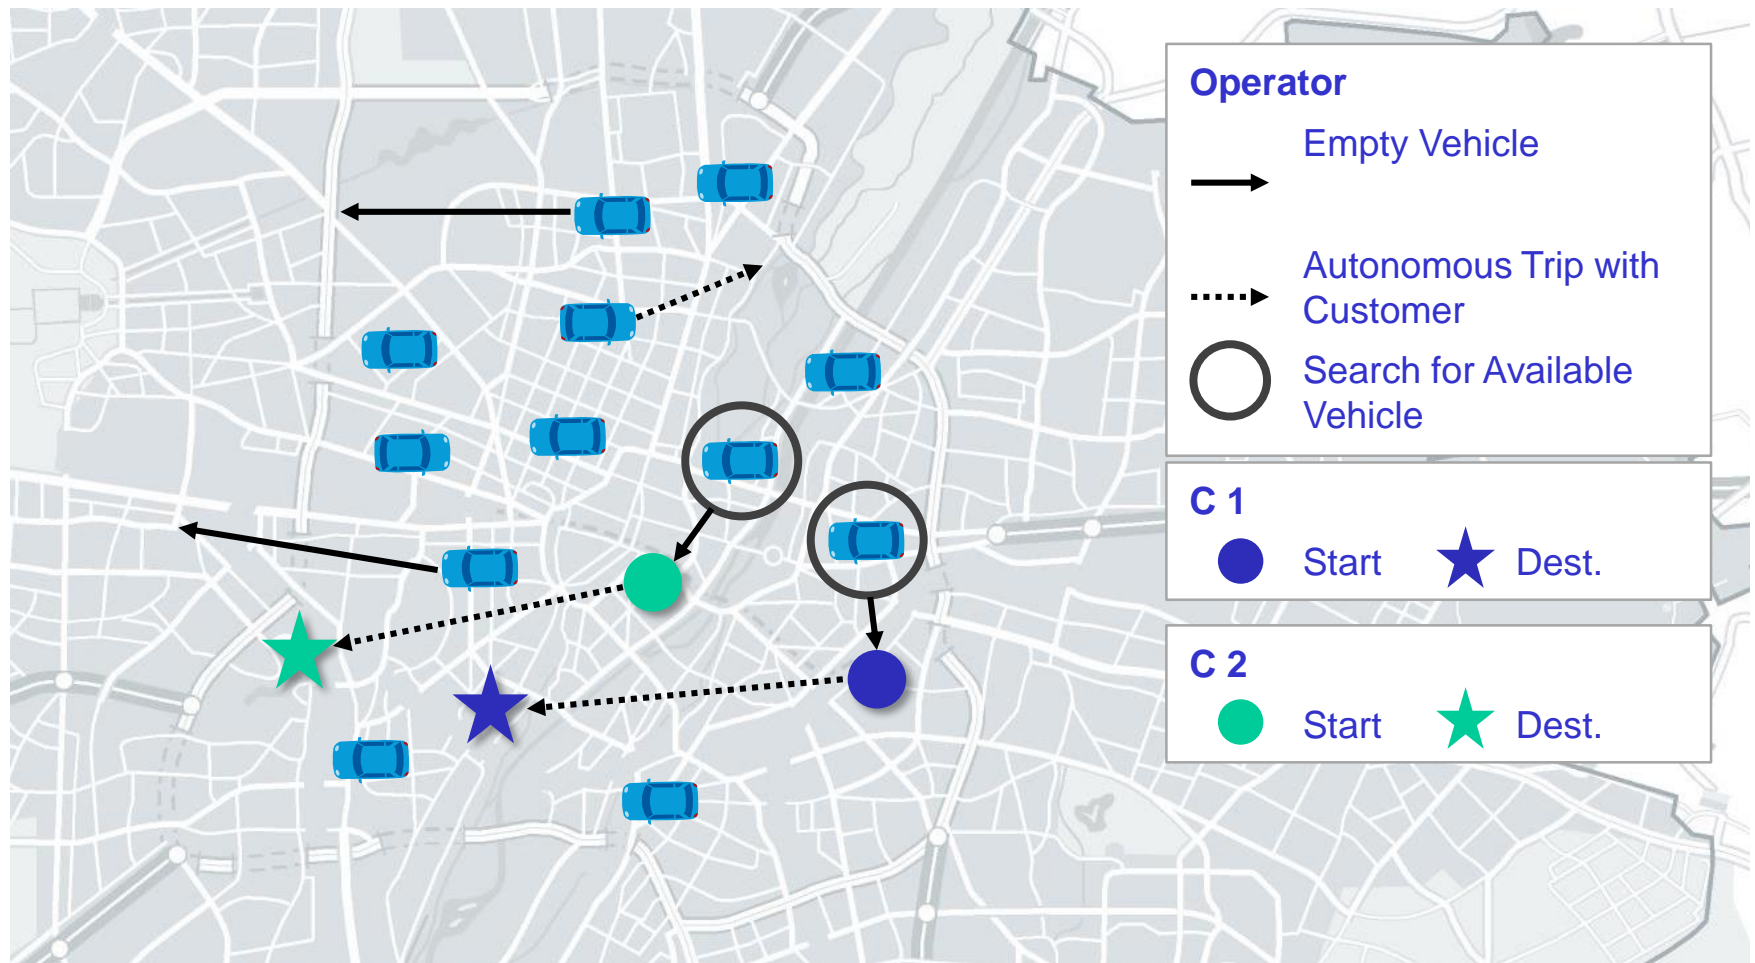 Operator
Empty Vehicle
Autonomous Trip with
Customer
Search for Available
Vehicle
C 1
Start
Dest.
C 2
Start
Dest.